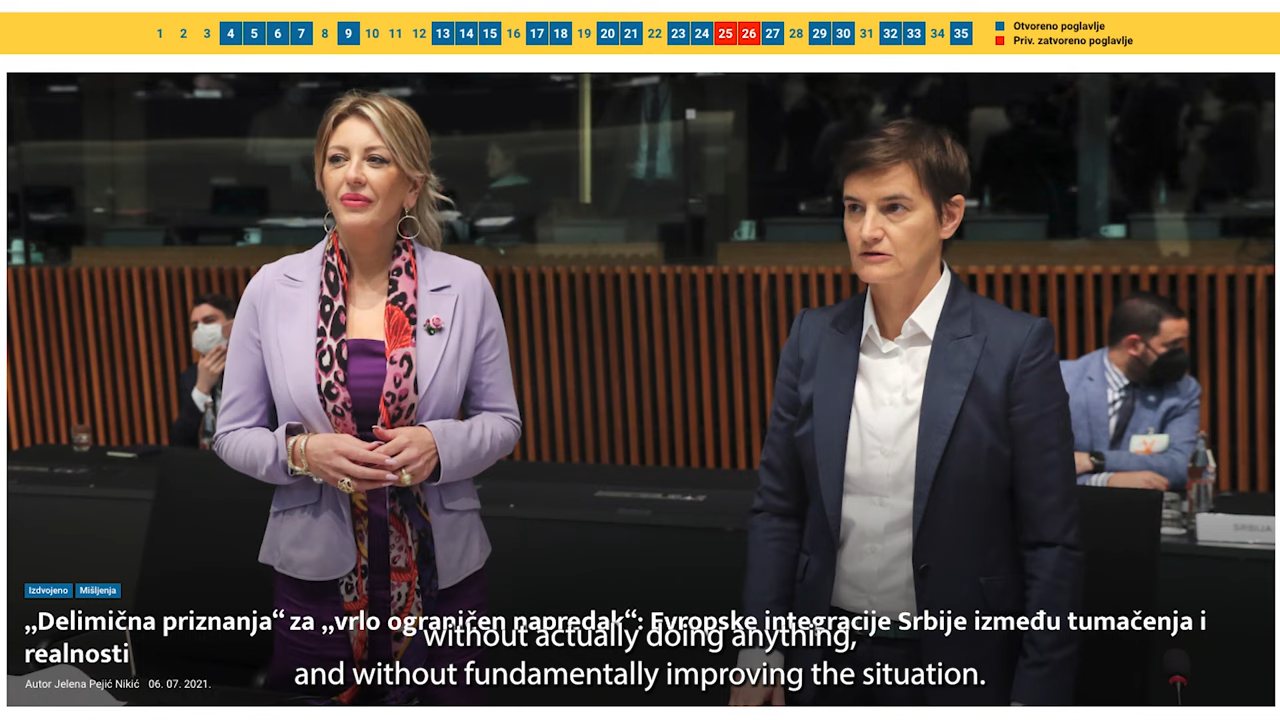 1 2 3 4 5 6 7 8 9 10 11 12 13 14 15 16 17 18 19 20 21 22 23 24 25 26 27 28 29 30 31 32 33 34 35
Otvoreno poglavlje
Priv. zatvoreno poglavlje
SRBIJA
Izdvojeno Mišljenja
„Delimična priznanja“ za „vrlo ograničen napredak“: Evropske integracije Srbije između tumačenja i
realnosti
Autor Jelena Pejić Nikić 06. 07. 2021.
without actually doing anything,
and without fundamentally improving the situation.